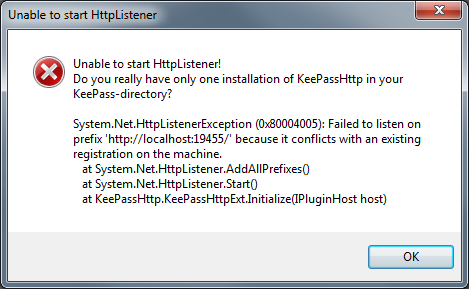 Unable to start HttpListener
Unable to start HttpListener!
Do you really have only one installation of KeePassHttp in your
KeePass-directory?
System.Net.HttpListenerException (0x80004005): Failed to listen on
prefix 'http://localhost:19455/' because it conflicts with an existing
registration on the machine.
at System.Net.HttpListener.AddAllPrefixes()
at System.Net.HttpListener.Start()
at KeePassHttp.KeePassHttpExt.Initialize(IPluginHost host)
OK